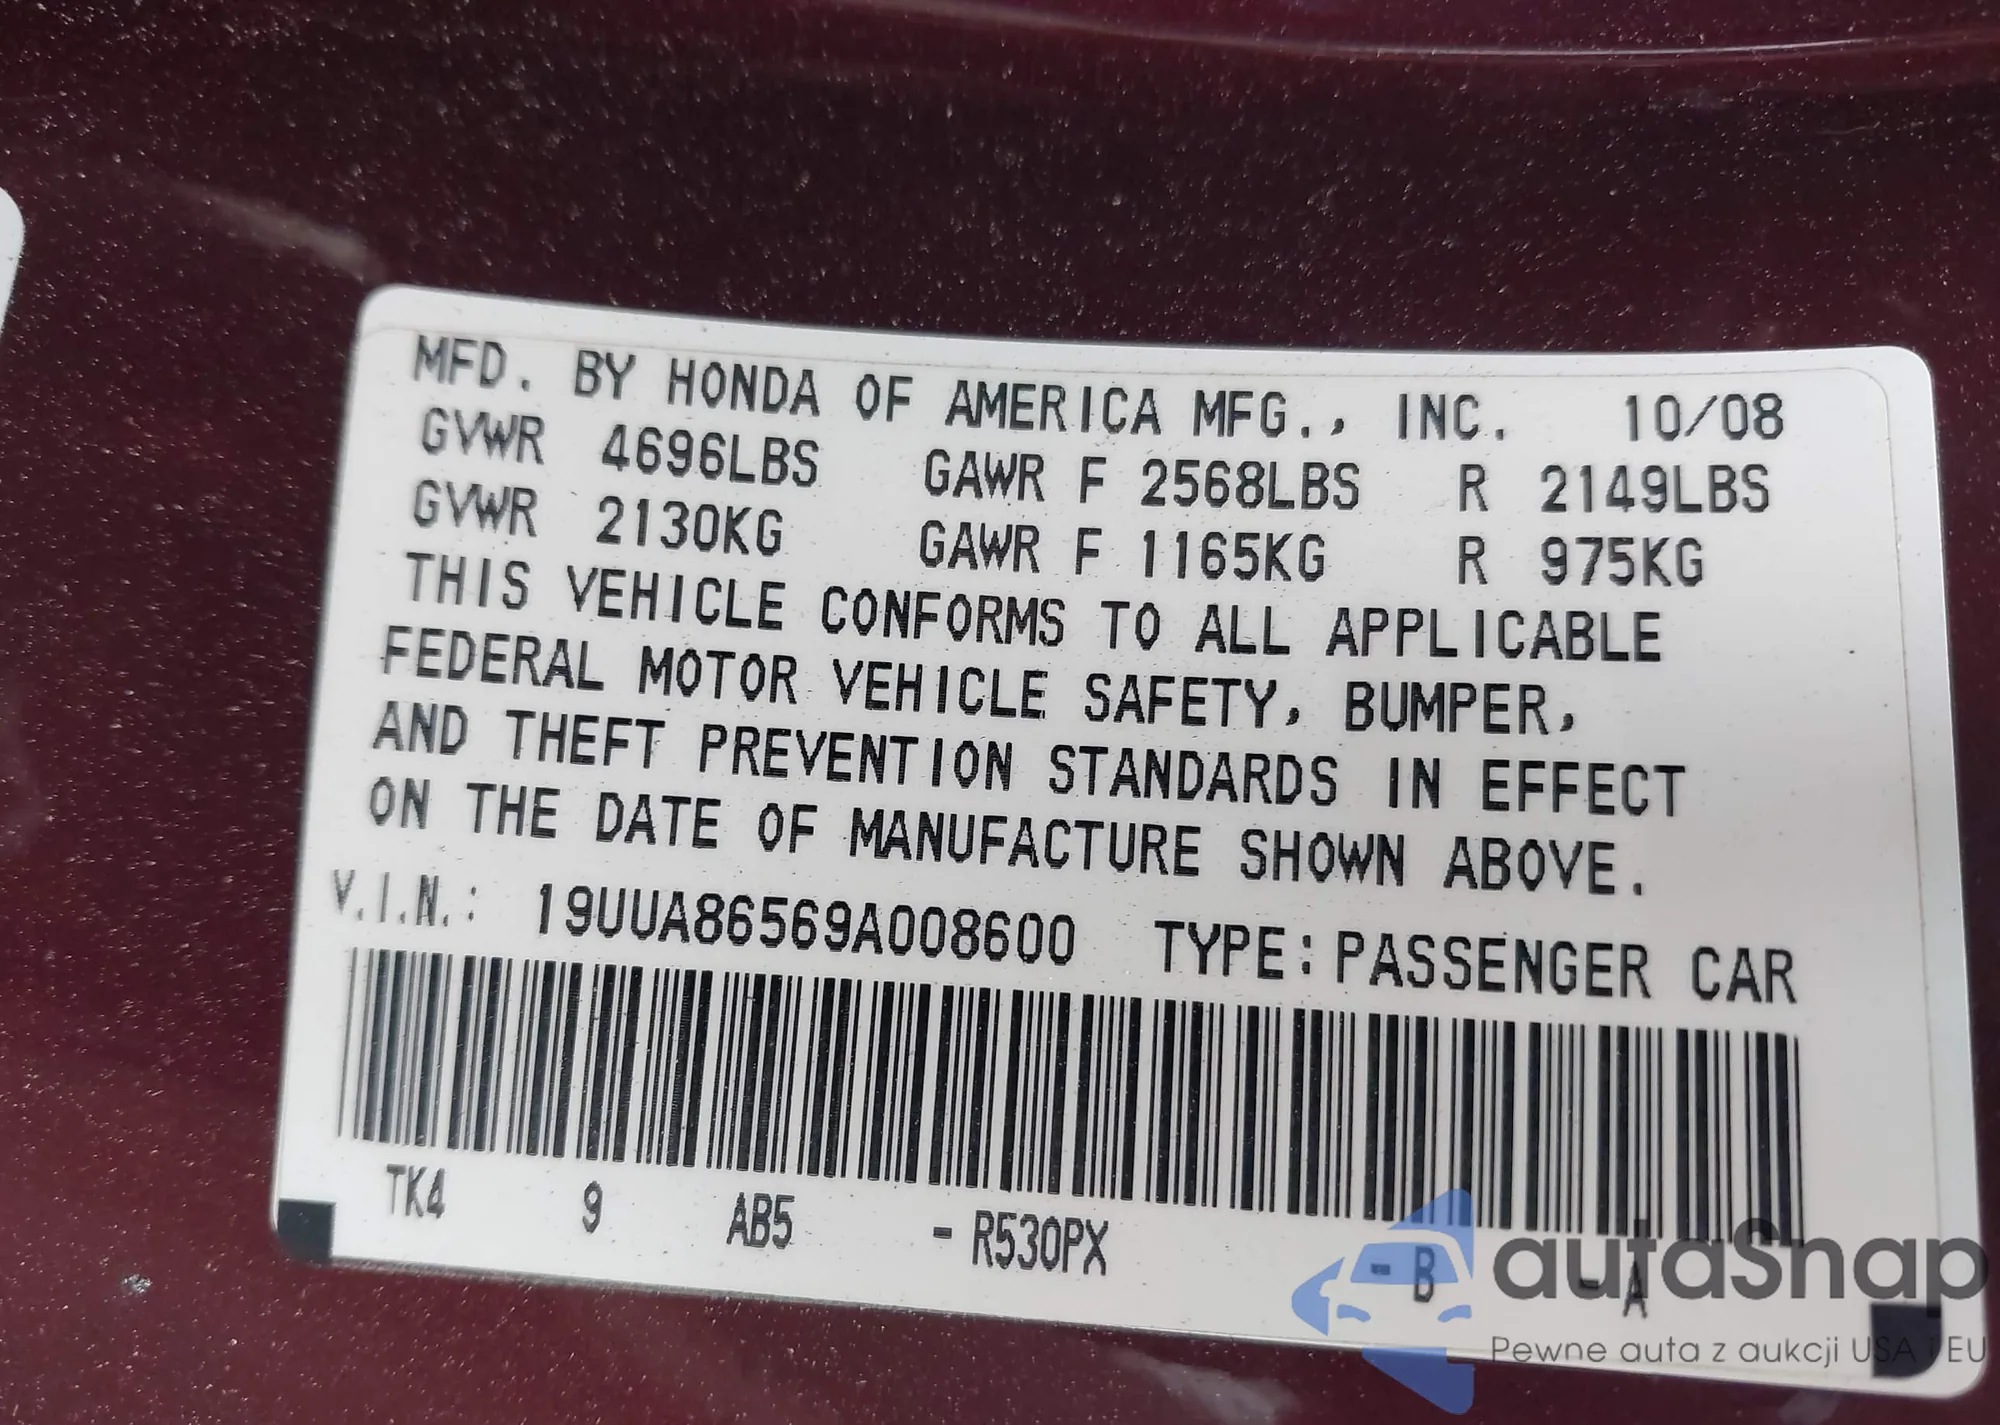 MFD. BY HONDA OF AMERICA MFG., INC. 10/08
GVWR 4696LBS GAWR F 2568LBS R 2149LBS
GVWR 2130KG GAWR F 1165KG R 975KG
THIS VEHICLE CONFORMS TO ALL APPLICABLE
FEDERAL MOTOR VEHICLE SAFETY, BUMPER,
AND THEFT PREVENTION STANDARDS IN EFFECT
ON THE DATE OF MANUFACTURE SHOWN ABOVE.
V.I.N.: 19UUA86569A008600 TYPE: PASSENGER CAR
TK4 9 AB5 - R530PX - B - A
autaSnap
Pewne auta z aukcji USA i EU